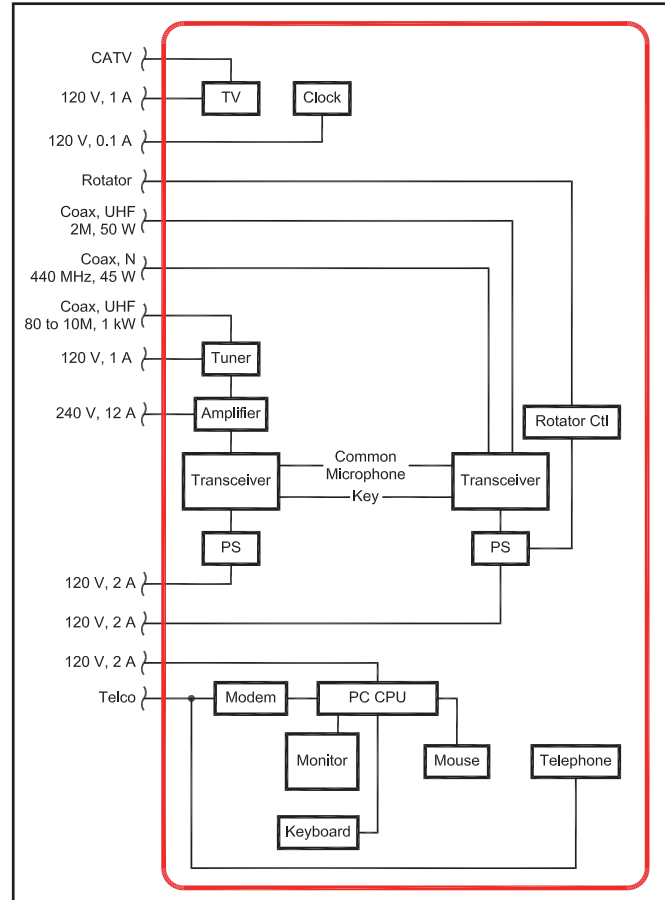 CATV
120 V, 1 A
TV
Clock
120 V, 0.1 A
Rotator
Coax, UHF
2M, 50 W
Coax, N
440 MHz, 45 W
Coax, UHF
80 to 10M, 1 kW
120 V, 1 A
Tuner
240 V, 12 A
Amplifier
Rotator Ctl
Transceiver
Common
Microphone
Key
Transceiver
PS
PS
120 V, 2 A
120 V, 2 A
120 V, 2 A
Telco
Modem
PC CPU
Monitor
Mouse
Telephone
Keyboard